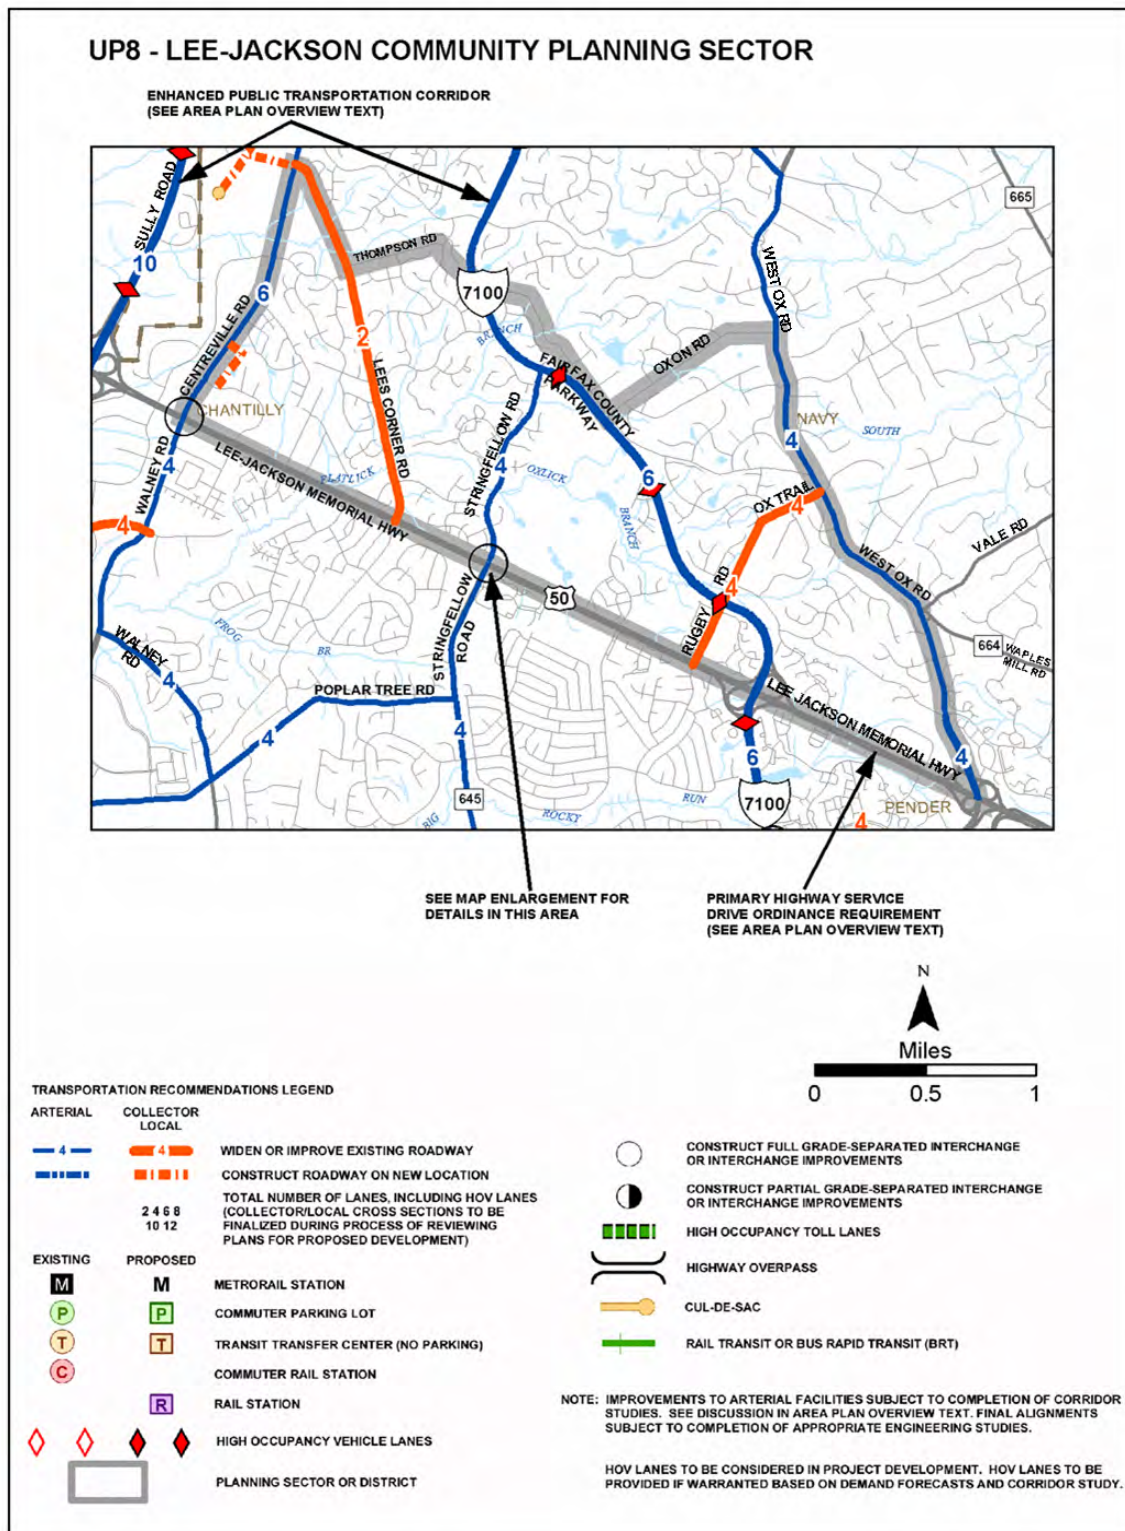 UP8 - LEE-JACKSON COMMUNITY PLANNING SECTOR
ENHANCED PUBLIC TRANSPORTATION CORRIDOR
(SEE AREA PLAN OVERVIEW TEXT)
SULLY ROAD
10
665
THOMPSON RD
WEST OX RD
7100
6
CENTREVILLE RD
BRANCH
2
OXON RD
FAIRFAX COUNTY
PARKWAY
LEES CORNER RD
CHANTILLY
STRINGFELLOW RD
NAVY
SOUTH
WALNEY RD
4
LEE-JACKSON MEMORIAL HWY
FLATLICK
4
OXLICK
6
4
OX TRAIL
4
BRANCH
4
VALE RD
WEST OX RD
50
RUGBY RD
4
STRINGFELLOW
ROAD
FROG
BR
WALNEY
RD
664
WAPLES
MILL RD
4
POPLAR TREE RD
LEE JACKSON MEMORIAL HWY
4
4
6
4
645
7100
BIG
ROCKY
RUN
PENDER
4
SEE MAP ENLARGEMENT FOR
DETAILS IN THIS AREA
PRIMARY HIGHWAY SERVICE
DRIVE ORDINANCE REQUIREMENT
(SEE AREA PLAN OVERVIEW TEXT)
N
Miles
0 0.5 1
TRANSPORTATION RECOMMENDATIONS LEGEND
ARTERIAL COLLECTOR
LOCAL
4 4 WIDEN OR IMPROVE EXISTING ROADWAY
CONSTRUCT ROADWAY ON NEW LOCATION
2 4 6 8
10 12
TOTAL NUMBER OF LANES, INCLUDING HOV LANES
(COLLECTOR/LOCAL CROSS SECTIONS TO BE
FINALIZED DURING PROCESS OF REVIEWING
PLANS FOR PROPOSED DEVELOPMENT)
EXISTING PROPOSED
M M METRORAIL STATION
P P COMMUTER PARKING LOT
T T TRANSIT TRANSFER CENTER (NO PARKING)
C COMMUTER RAIL STATION
R RAIL STATION
HIGH OCCUPANCY VEHICLE LANES
PLANNING SECTOR OR DISTRICT
CONSTRUCT FULL GRADE-SEPARATED INTERCHANGE
OR INTERCHANGE IMPROVEMENTS
CONSTRUCT PARTIAL GRADE-SEPARATED INTERCHANGE
OR INTERCHANGE IMPROVEMENTS
HIGH OCCUPANCY TOLL LANES
HIGHWAY OVERPASS
CUL-DE-SAC
RAIL TRANSIT OR BUS RAPID TRANSIT (BRT)
NOTE: IMPROVEMENTS TO ARTERIAL FACILITIES SUBJECT TO COMPLETION OF CORRIDOR
STUDIES. SEE DISCUSSION IN AREA PLAN OVERVIEW TEXT. FINAL ALIGNMENTS
SUBJECT TO COMPLETION OF APPROPRIATE ENGINEERING STUDIES.
HOV LANES TO BE CONSIDERED IN PROJECT DEVELOPMENT. HOV LANES TO BE
PROVIDED IF WARRANTED BASED ON DEMAND FORECASTS AND CORRIDOR STUDY.